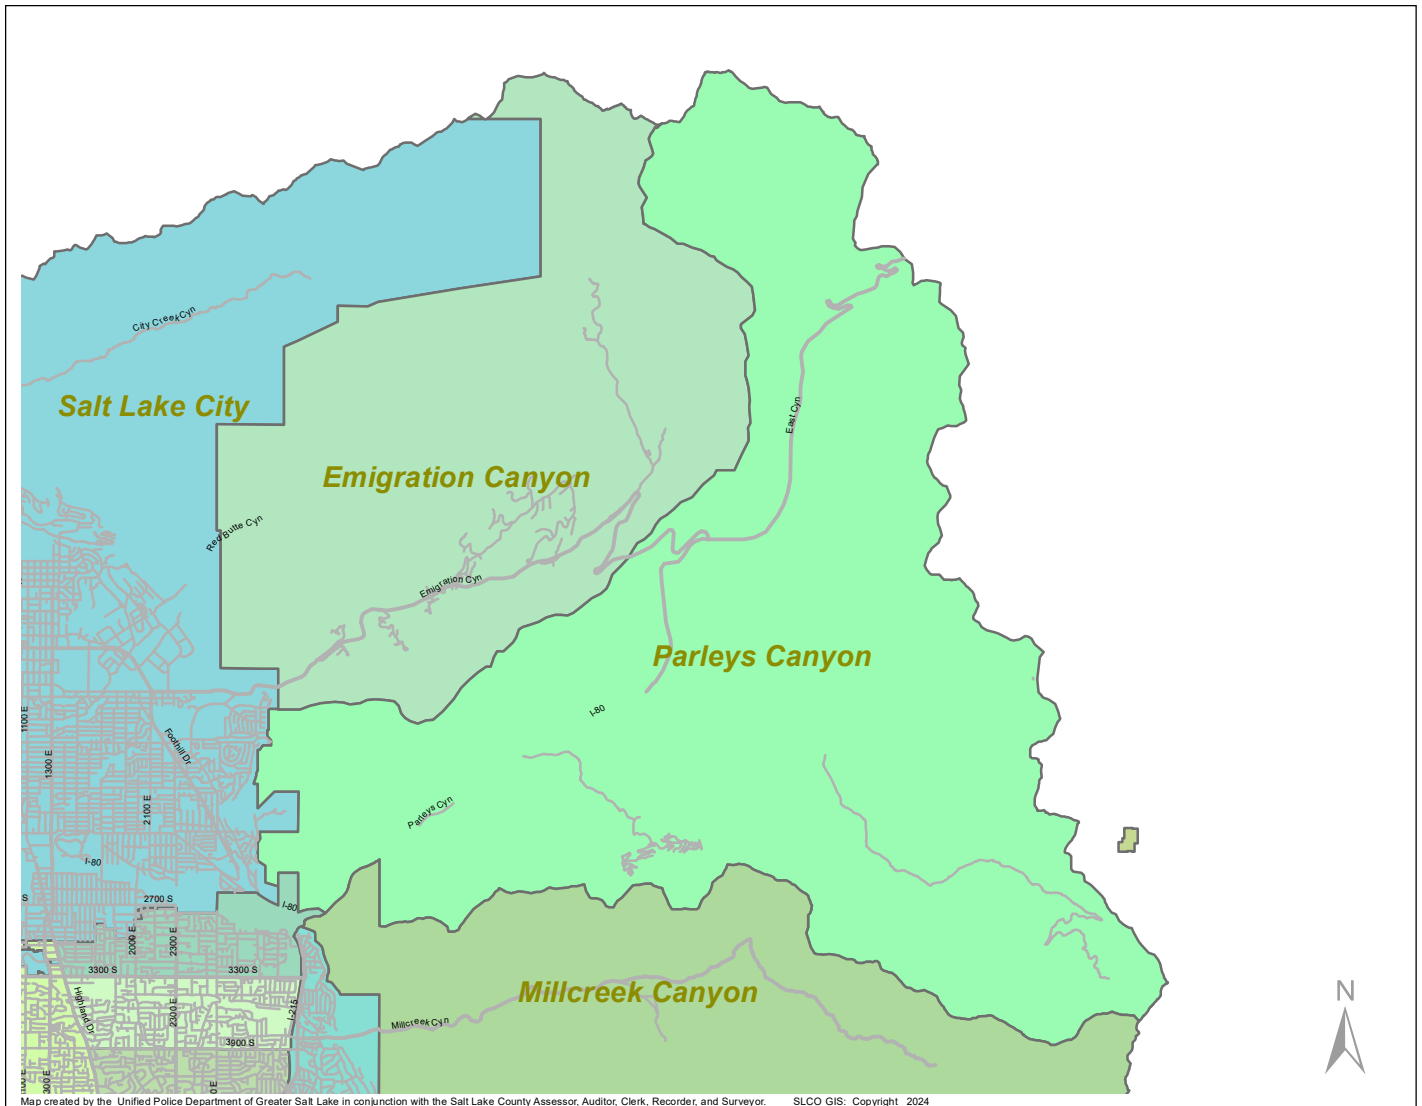 City Creek Cyn
Salt Lake City
East Cyn
Emigration Canyon
Red Butte Cyn
Emigration Cyn
Parleys Canyon
I-80
1100 E
Foothill Dr
1300 E
2100 E
Parleys Cyn
I-80
S
2700 S
I-80
2000 E
2300 E
3300 S
3300 S
Millcreek Canyon
N
Highland Dr
2300 E
I-215
Millcreek Cyn
3900 S
Map created by the Unified Police Department of Greater Salt Lake in conjunction with the Salt Lake County Assessor, Auditor, Clerk, Recorder, and Surveyor. SLCO GIS: Copyright 2024